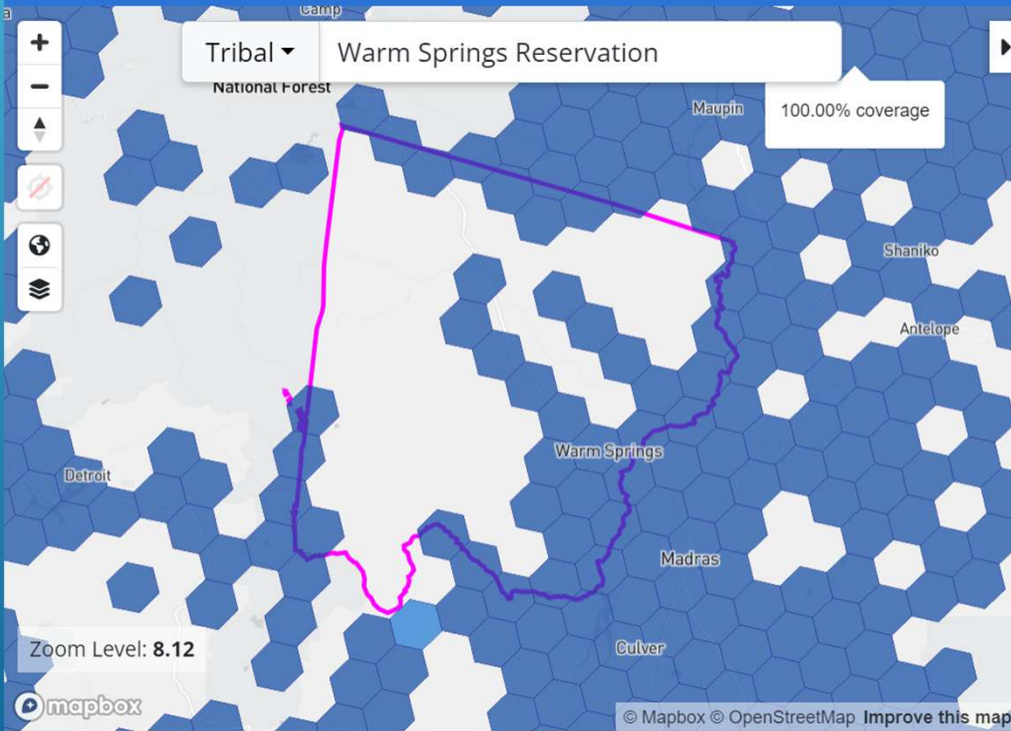 Camp
Tribal
Warm Springs Reservation
National Forest
Maupin
100.00% coverage
Shaniko
Antelope
Warm Springs
Detroit
Madras
Culver
Zoom Level: 8.12
mapbox
© Mapbox © OpenStreetMap Improve this map